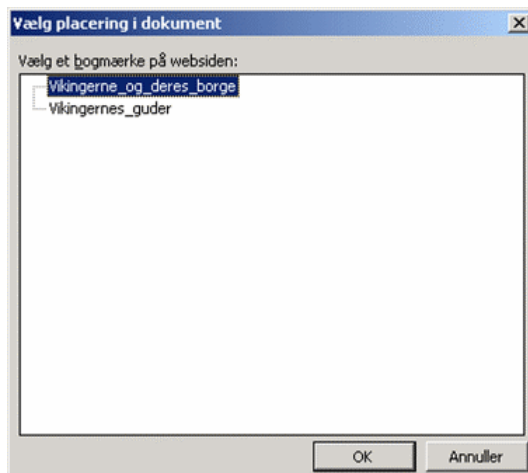 Vælg placering i dokument
Vælg et bogmærke på websiden:
Vikingerne_og_deres_borge
Vikingernes_guder
OK
Annuller